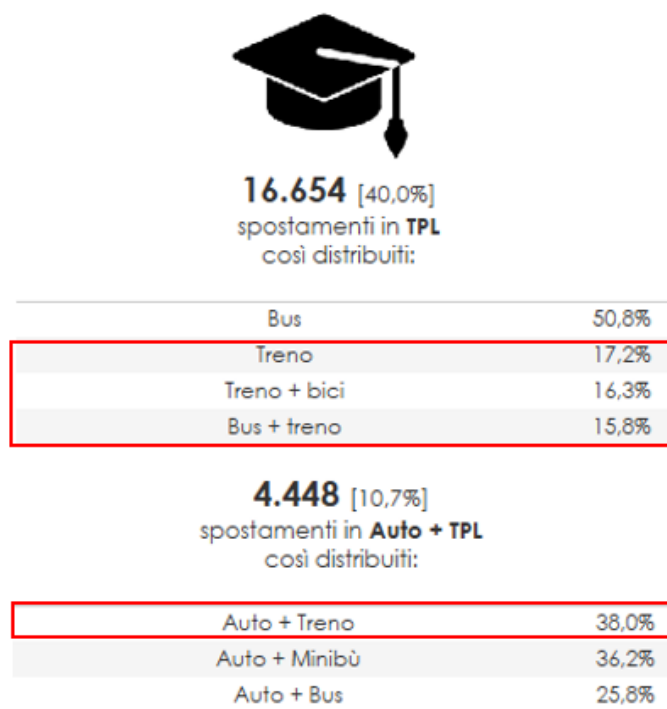 16.654 [40,0%]
spostamenti in TPL
così distribuiti:
Bus 50,8%
Treno 17,2%
Treno + bici 16,3%
Bus + treno 15,8%
4.448 [10,7%]
spostamenti in Auto + TPL
così distribuiti:
Auto + Treno 38,0%
Auto + Minibù 36,2%
Auto + Bus 25,8%